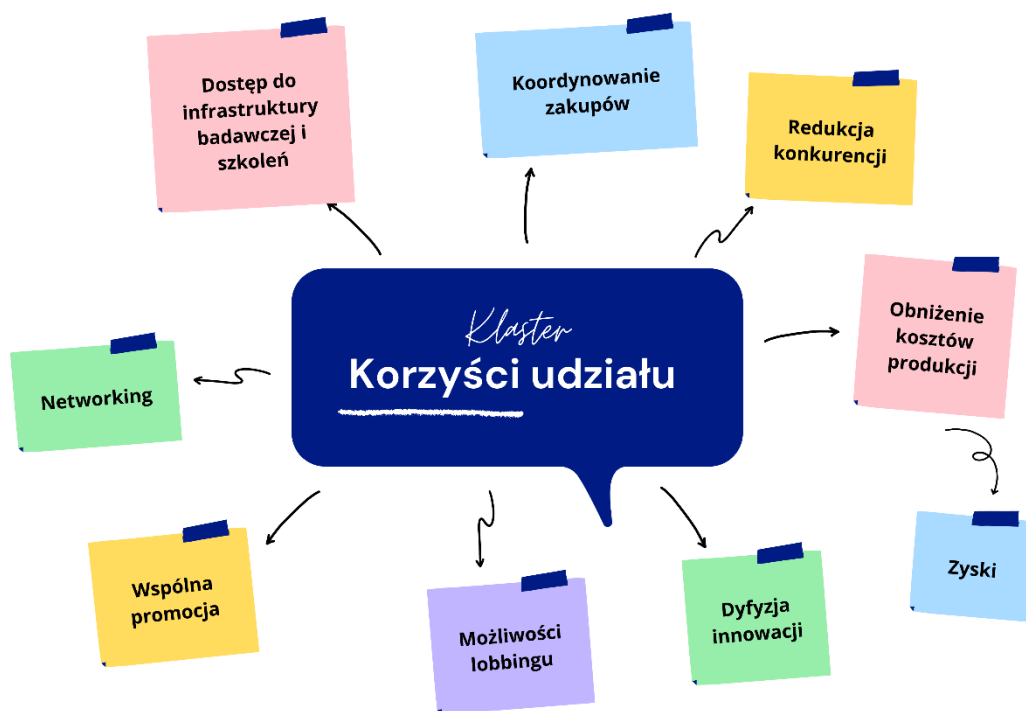 Dostęp do
infrastruktury
badawczej i
szkoleń
Koordynowanie
zakupów
Redukcja
konkurencji
Klaster
Korzyści udziału
Obniżenie
kosztów
produkcji
Networking
Zyski
Wspólna
promocja
Możliwości
lobbingu
Dyfyzja
innowacji